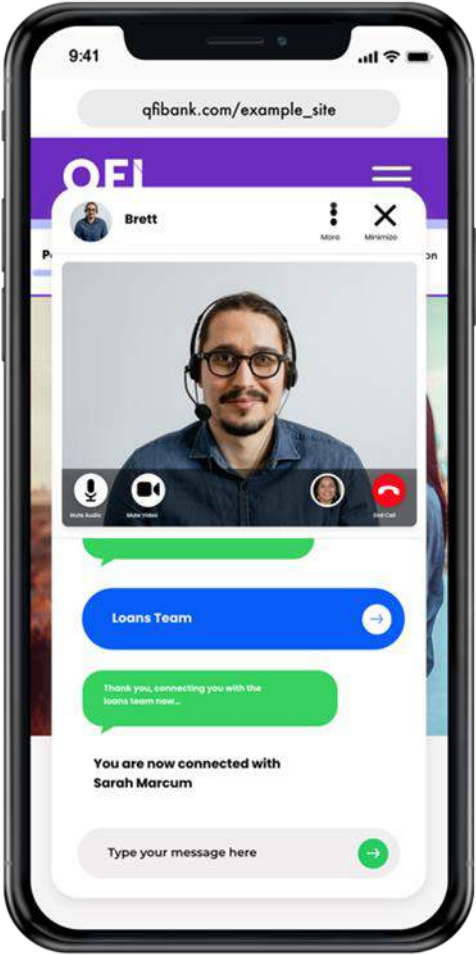 9:41
qfibank.com/example_site
QFI
Brett
More
Minimize
P
on
Mute Audio
Mute Video
End Call
Loans Team
Thank you, connecting you with the
loans team now...
You are now connected with
Sarah Marcum
Type your message here